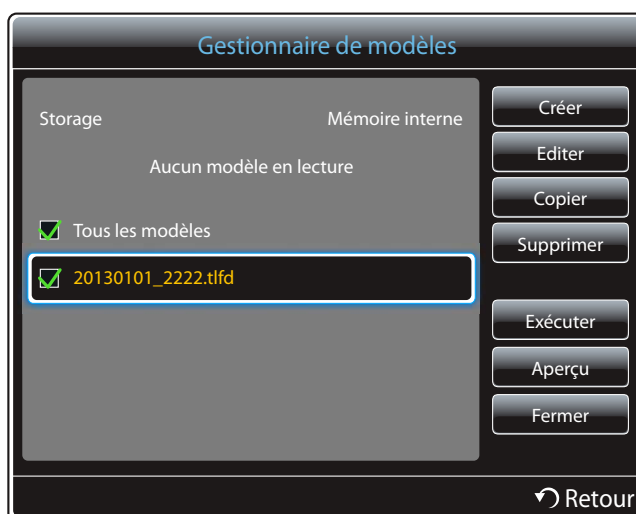 Gestionnaire de modèles
Storage Mémoire interne
Aucun modèle en lecture
Tous les modèles
20130101_2222.tlfd
Créer
Editer
Copier
Supprimer
Exécuter
Aperçu
Fermer
Retour